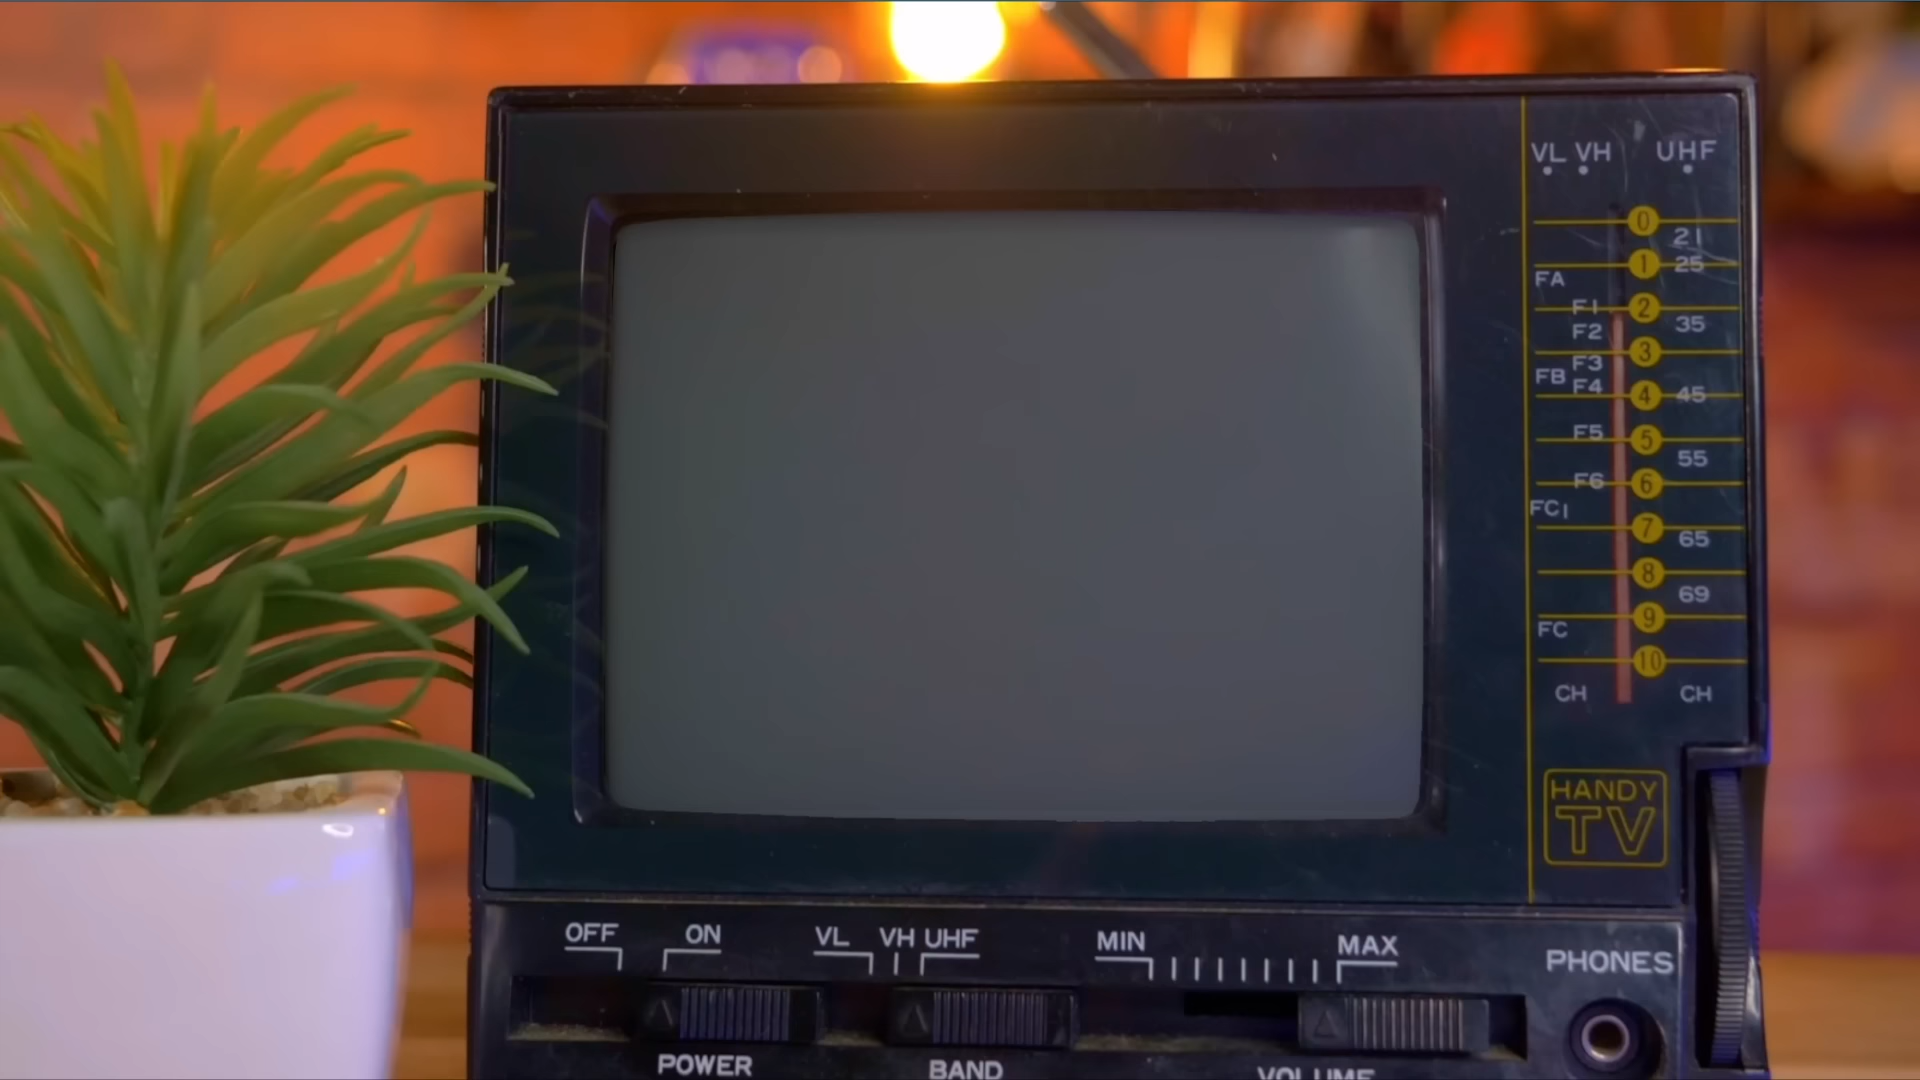 VL VH UHF
0
21
1 25
FA
F1 2
F2 35
3
F3
FB F4 4 45
F5 5
55
F6 6
FC1
7 65
8
69
9
FC
10
CH CH
HANDY
TV
OFF ON VL VH UHF MIN MAX
PHONES
POWER BAND VOLUME